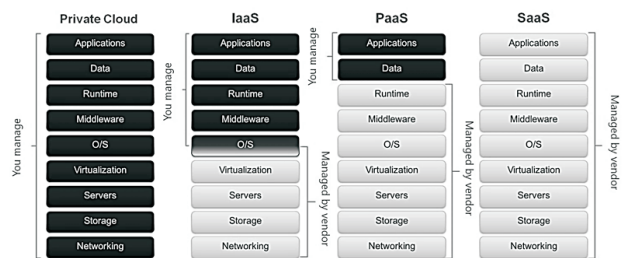 Private Cloud IaaS PaaS SaaS
Applications Applications Applications Applications
Data Data Data Data
Runtime Runtime Runtime Runtime
Middleware Middleware Middleware Middleware
O/S O/S O/S O/S
Virtualization Virtualization Virtualization Virtualization
Servers Servers Servers Servers
Storage Storage Storage Storage
Networking Networking Networking Networking
You manage
You manage
Managed by vendor
You manage
Managed by vendor
Managed by vendor